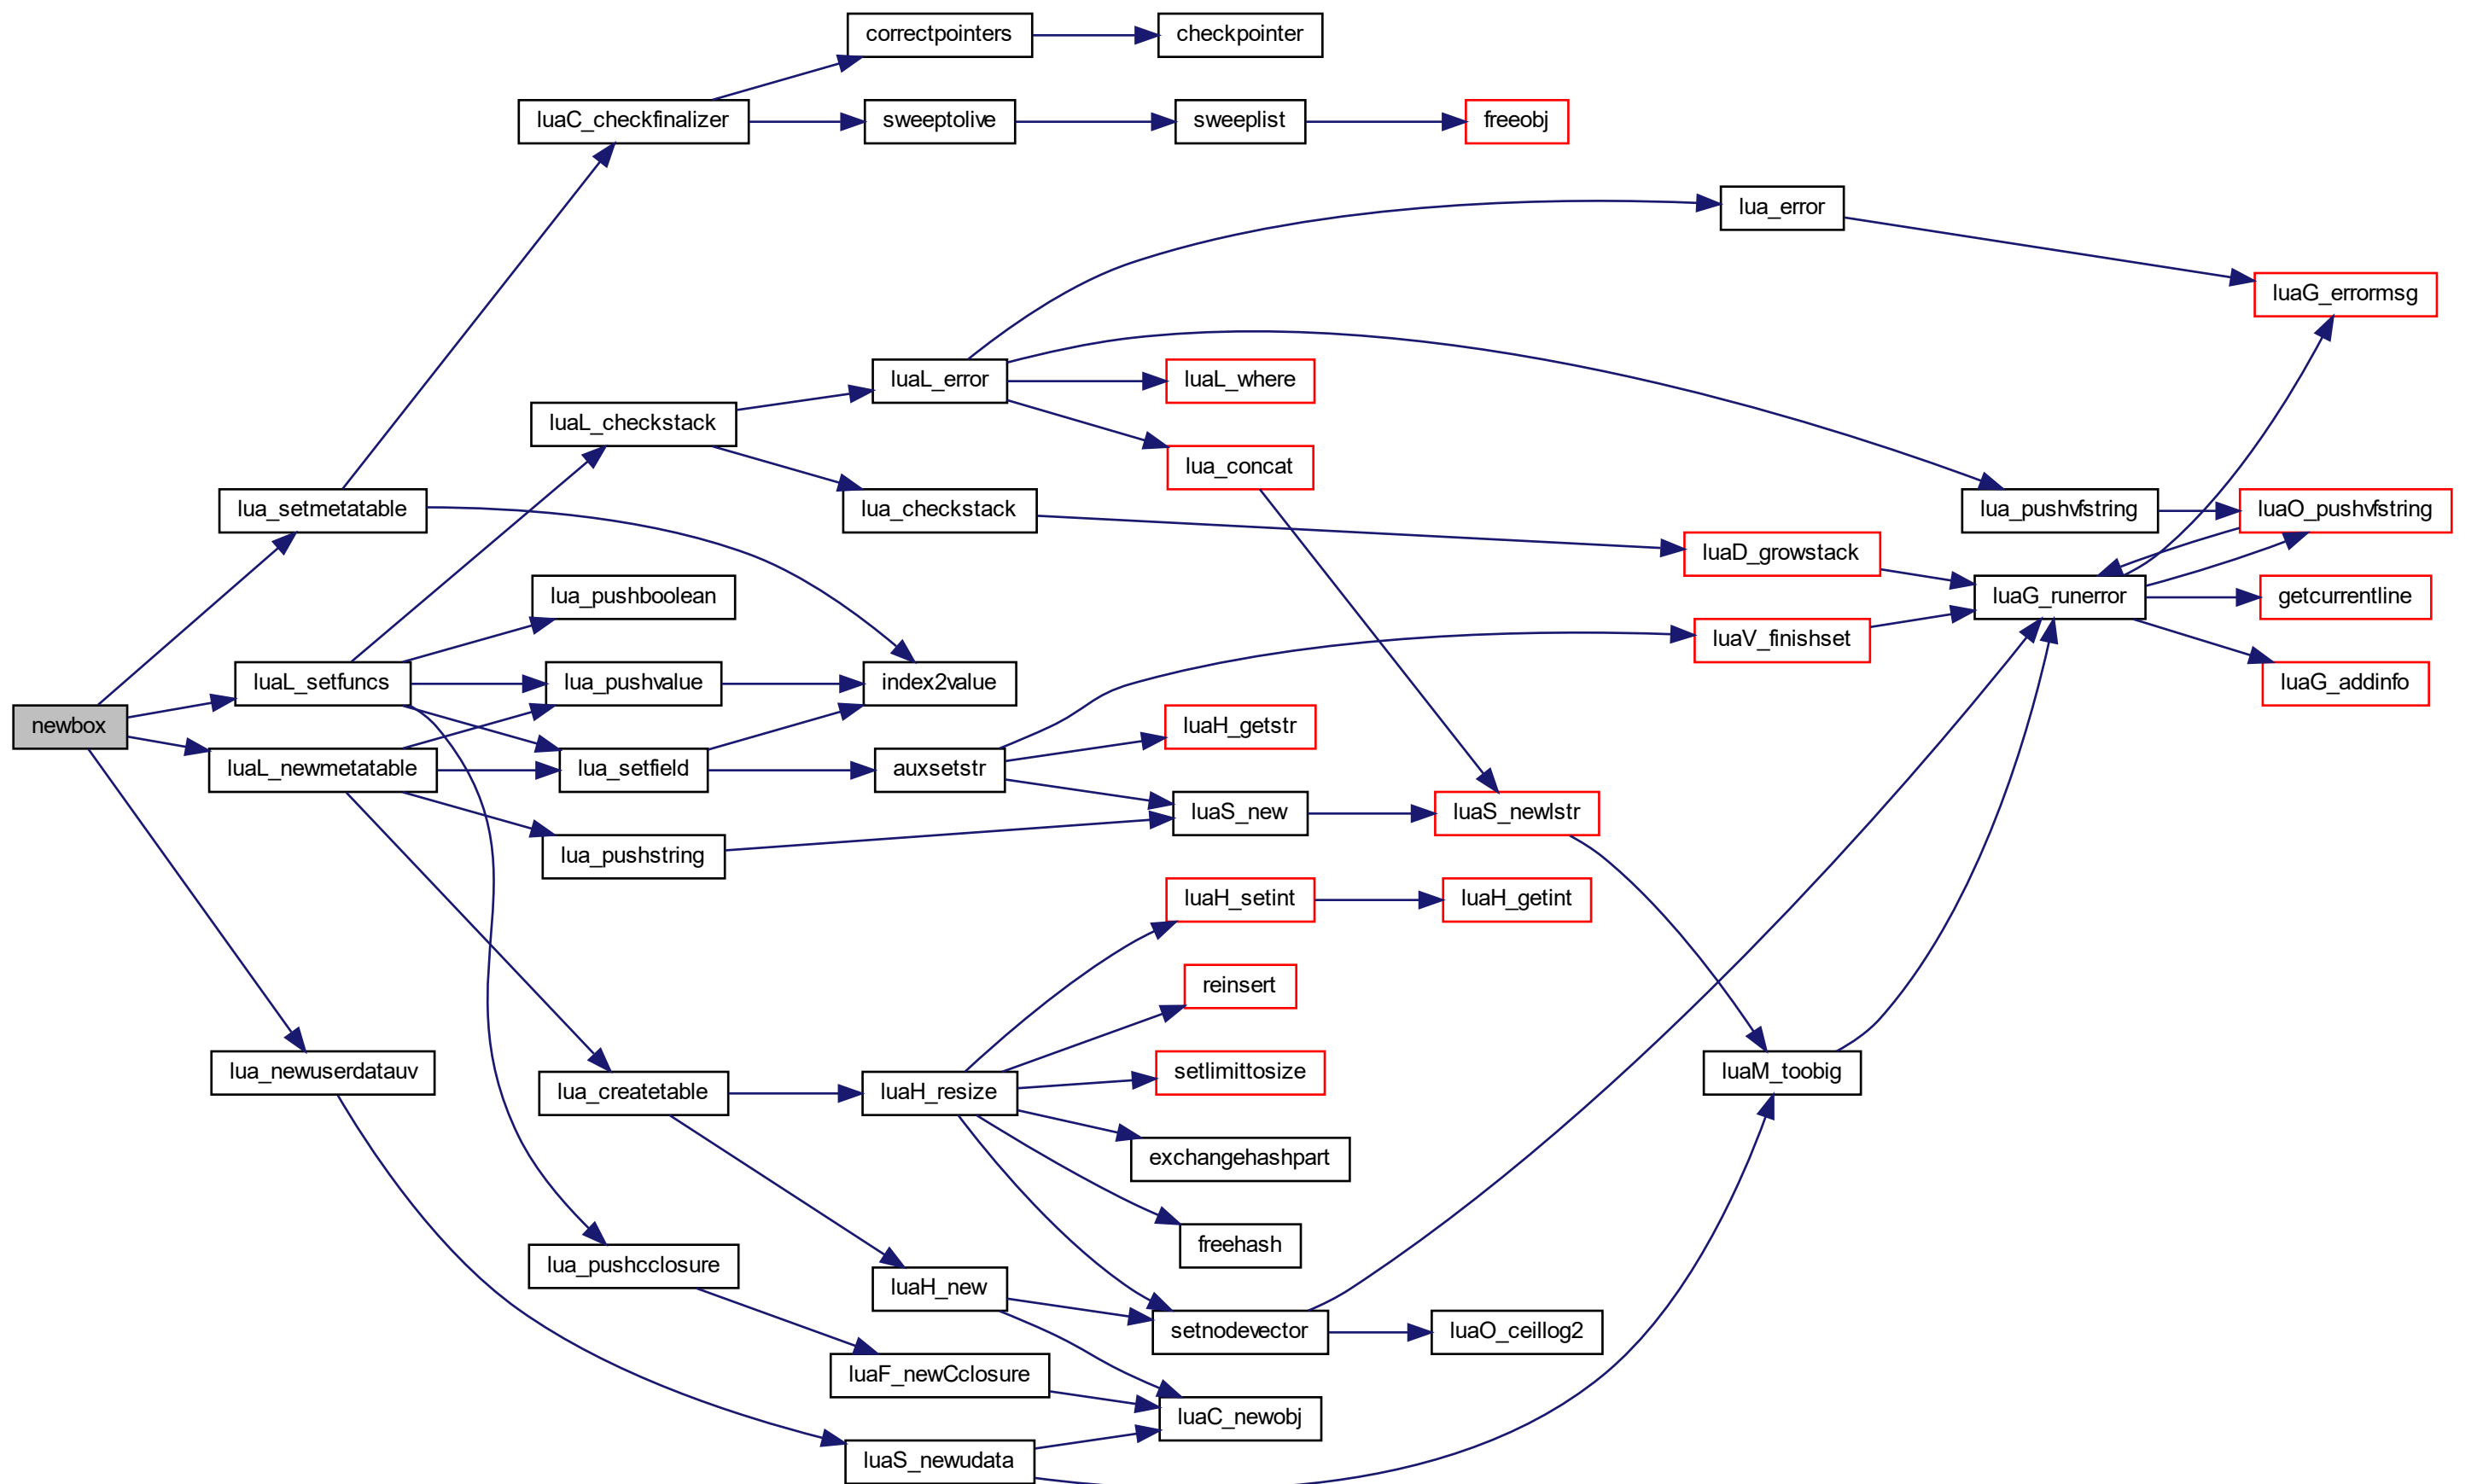 correctpointers
checkpointer
luaC_checkfinalizer
sweeptolive
sweeplist
freeobj
lua_error
luaG_errormsg
luaL_error
luaL_where
luaL_checkstack
lua_concat
lua_setmetatable
lua_checkstack
lua_pushvfstring
luaO_pushvfstring
luaD_growstack
lua_pushboolean
luaG_runerror
getcurrentline
luaV_finishset
luaL_setfuncs
lua_pushvalue
index2value
luaG_addinfo
newbox
luaH_getstr
luaL_newmetatable
lua_setfield
auxsetstr
luaS_new
luaS_newlstr
lua_pushstring
luaH_setint
luaH_getint
reinsert
lua_newuserdatauv
setlimittosize
luaM_toobig
lua_createtable
luaH_resize
exchangehashpart
freehash
lua_pushcclosure
luaH_new
setnodevector
luaO_ceillog2
luaF_newCclosure
luaC_newobj
luaS_newudata